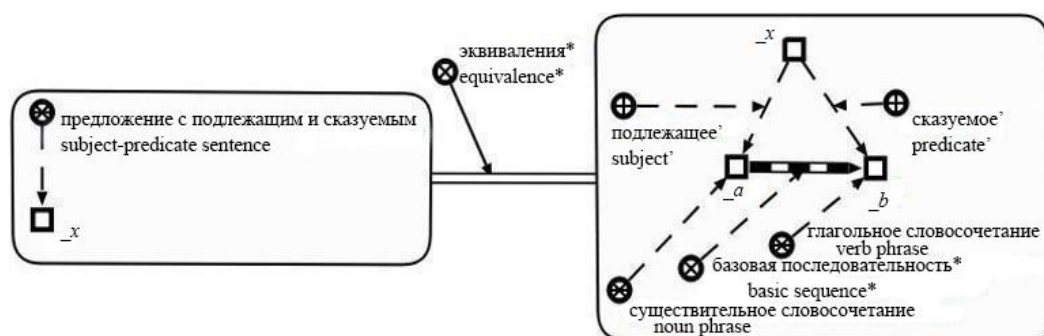 предложение с подлежащим и сказуемым
subject-predicate sentence
_x
эквиваления*
equivalence*
_x
подлежащее’
subject’
сказуемое’
predicate’
_a
_b
глагольное словосочетание
verb phrase
базовая последовательность*
basic sequence*
существительное словосочетание
noun phrase